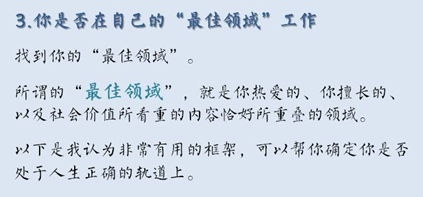 3.你是否在自己的“最佳领域”工作
找到你的“最佳领域”。
所谓的“最佳领域”，就是你热爱的、你擅长的、
以及社会价值所看重的内容恰好所重叠的领域。
以下是我认为非常有用的框架，可以帮你确定你是否
处于人生正确的轨道上。